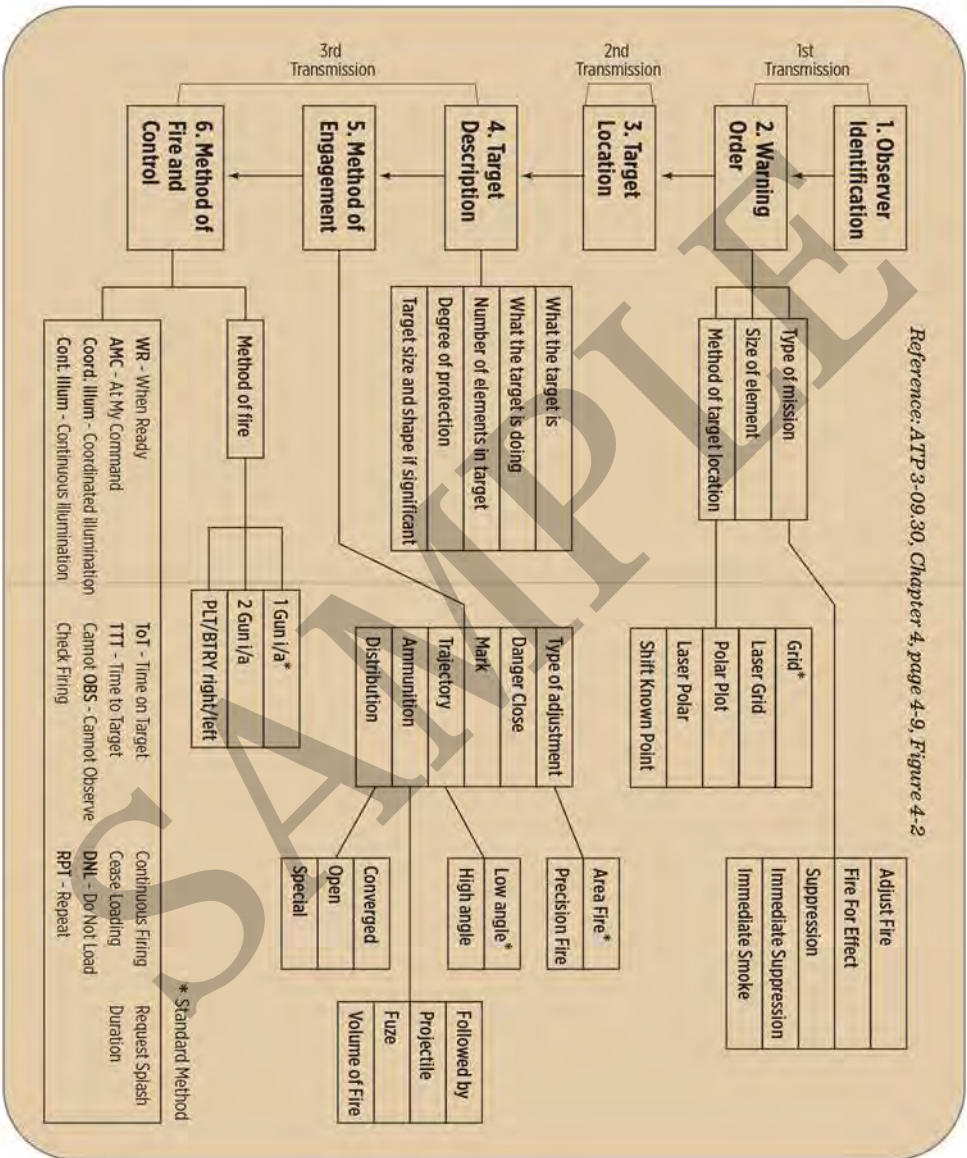 Reference: ATP 3-09.30, Chapter 4, page 4-9, Figure 4-2
1st
Transmission
2nd
Transmission
3rd
Transmission
1. Observer
Identification
2. Warning
Order
3. Target
Location
4. Target
Description
5. Method of
Engagement
6. Method of
Fire and
Control
Type of mission
Size of element
Method of target location
Adjust Fire
Fire For Effect
Suppression
Immediate Suppression
Immediate Smoke
Grid*
Laser Grid
Polar Plot
Laser Polar
Shift Known Point
What the target is
What the target is doing
Number of elements in target
Degree of protection
Target size and shape if significant
Type of adjustment
Danger Close
Mark
Trajectory
Ammunition
Distribution
Area Fire*
Precision Fire
Low angle*
High angle
Converged
Open
Special
Followed by
Projectile
Fuze
Volume of Fire
Method of fire
1 Gun i/a*
2 Gun i/a
PLT/BTRY right/left
* Standard Method
WR - When Ready
AMC - At My Command
Coord. Illum - Coordinated illumination
Cont. Illum - Continuous Illumination
ToT - Time on Target
TTT - Time to Target
Cannot OBS - Cannot Observe
Check Firing
Continuous Firing
Cease Loading
DNL - Do Not Load
RPT - Repeat
Request Splash
Duration
SAMPLE